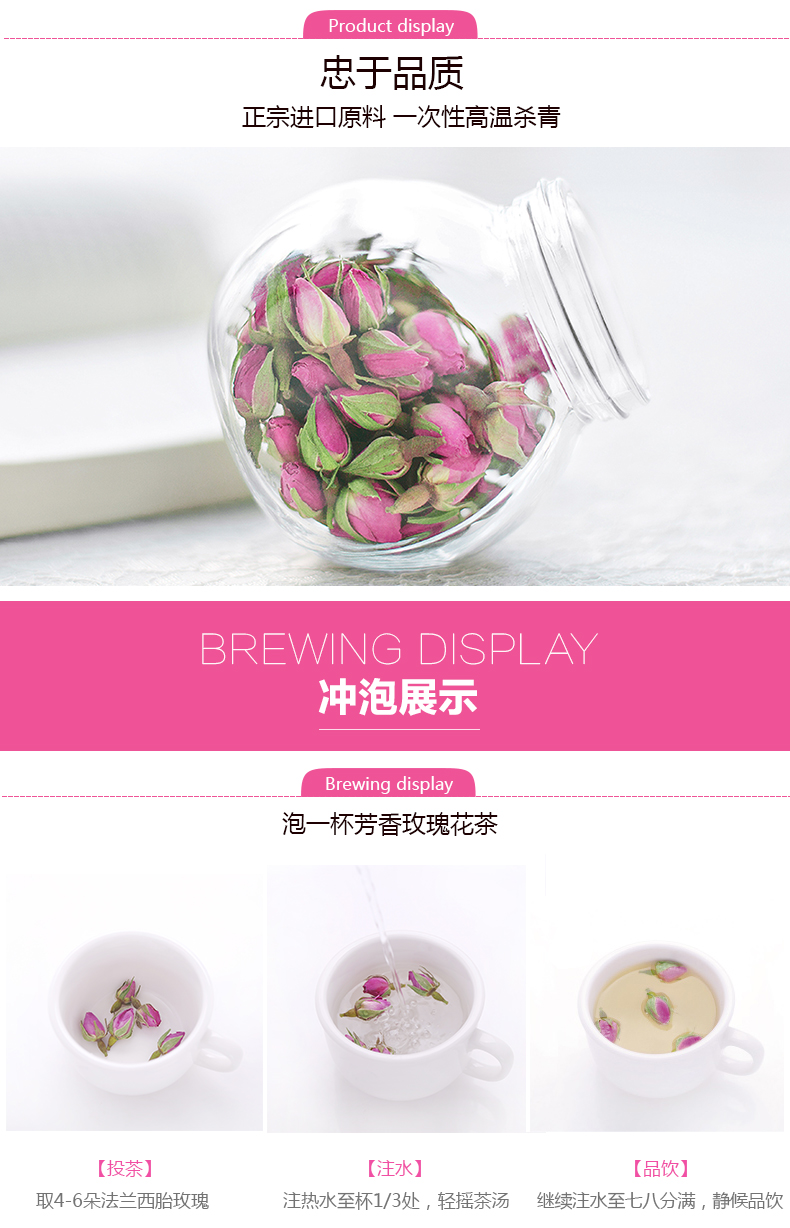 Product display
忠于品质
正宗进口原料 一次性高温杀青
BREWING DISPLAY
冲泡展示
Brewing display
泡一杯芳香玫瑰花茶
【投茶】
取4-6朵法兰西胎玫瑰
【注水】
注热水至杯1/3处，轻摇茶汤
【品饮】
继续注水至七八分满，静候品饮